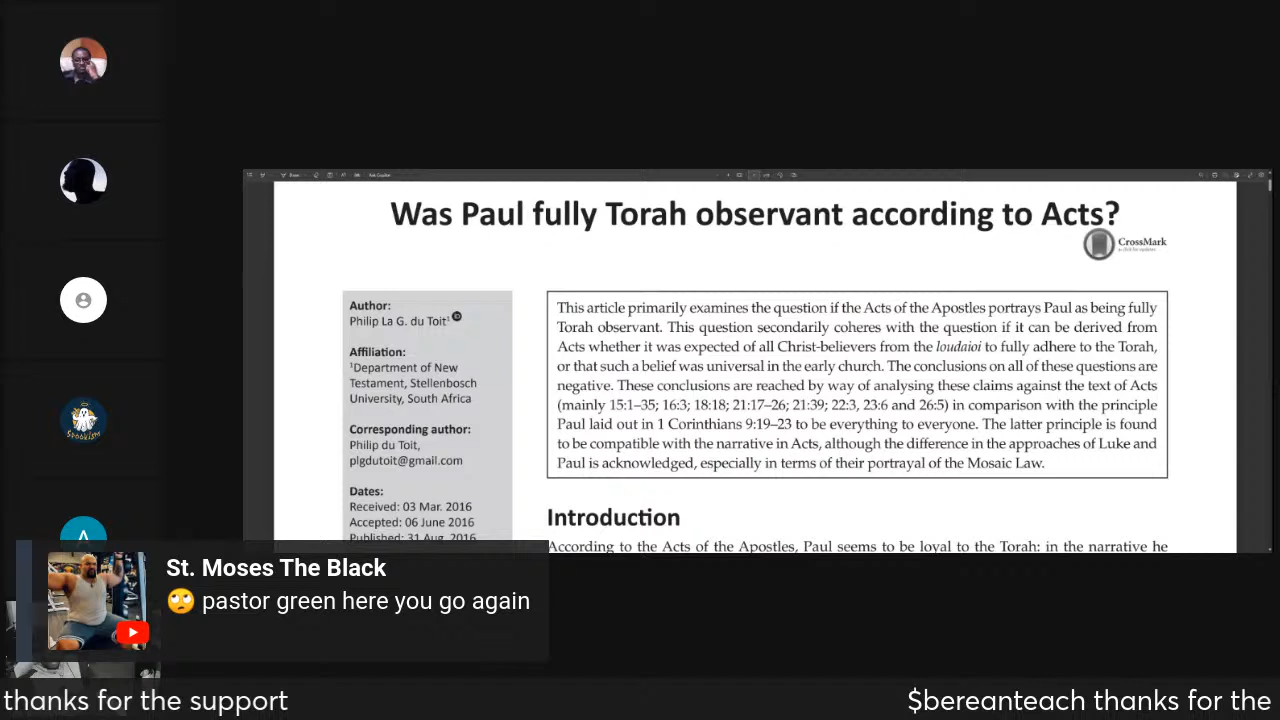 Was Paul fully Torah observant according to Acts?
CrossMark
Author:
Philip La G. du Toit¹
Affiliation:
¹Department of New
Testament, Stellenbosch
University, South Africa
Corresponding author:
Philip du Toit,
plgdutoit@gmail.com
Dates:
Received: 03 Mar. 2016
Accepted: 06 June 2016
Published: 31 Aug. 2016
This article primarily examines the question if the Acts of the Apostles portrays Paul as being fully
Torah observant. This question secondarily coheres with the question if it can be derived from
Acts whether it was expected of all Christ-believers from the Ioudaioi to fully adhere to the Torah,
or that such a belief was universal in the early church. The conclusions on all of these questions are
negative. These conclusions are reached by way of analysing these claims against the text of Acts
(mainly 15:1–35; 16:3; 18:18; 21:17–26; 21:39; 22:3, 23:6 and 26:5) in comparison with the principle
Paul laid out in 1 Corinthians 9:19–23 to be everything to everyone. The latter principle is found
to be compatible with the narrative in Acts, although the difference in the approaches of Luke and
Paul is acknowledged, especially in terms of their portrayal of the Mosaic Law.
Introduction
According to the Acts of the Apostles, Paul seems to be loyal to the Torah: in the narrative he
Spookism
A
St. Moses The Black
🙄 pastor green here you go again
thanks for the support
$bereanteach thanks for the